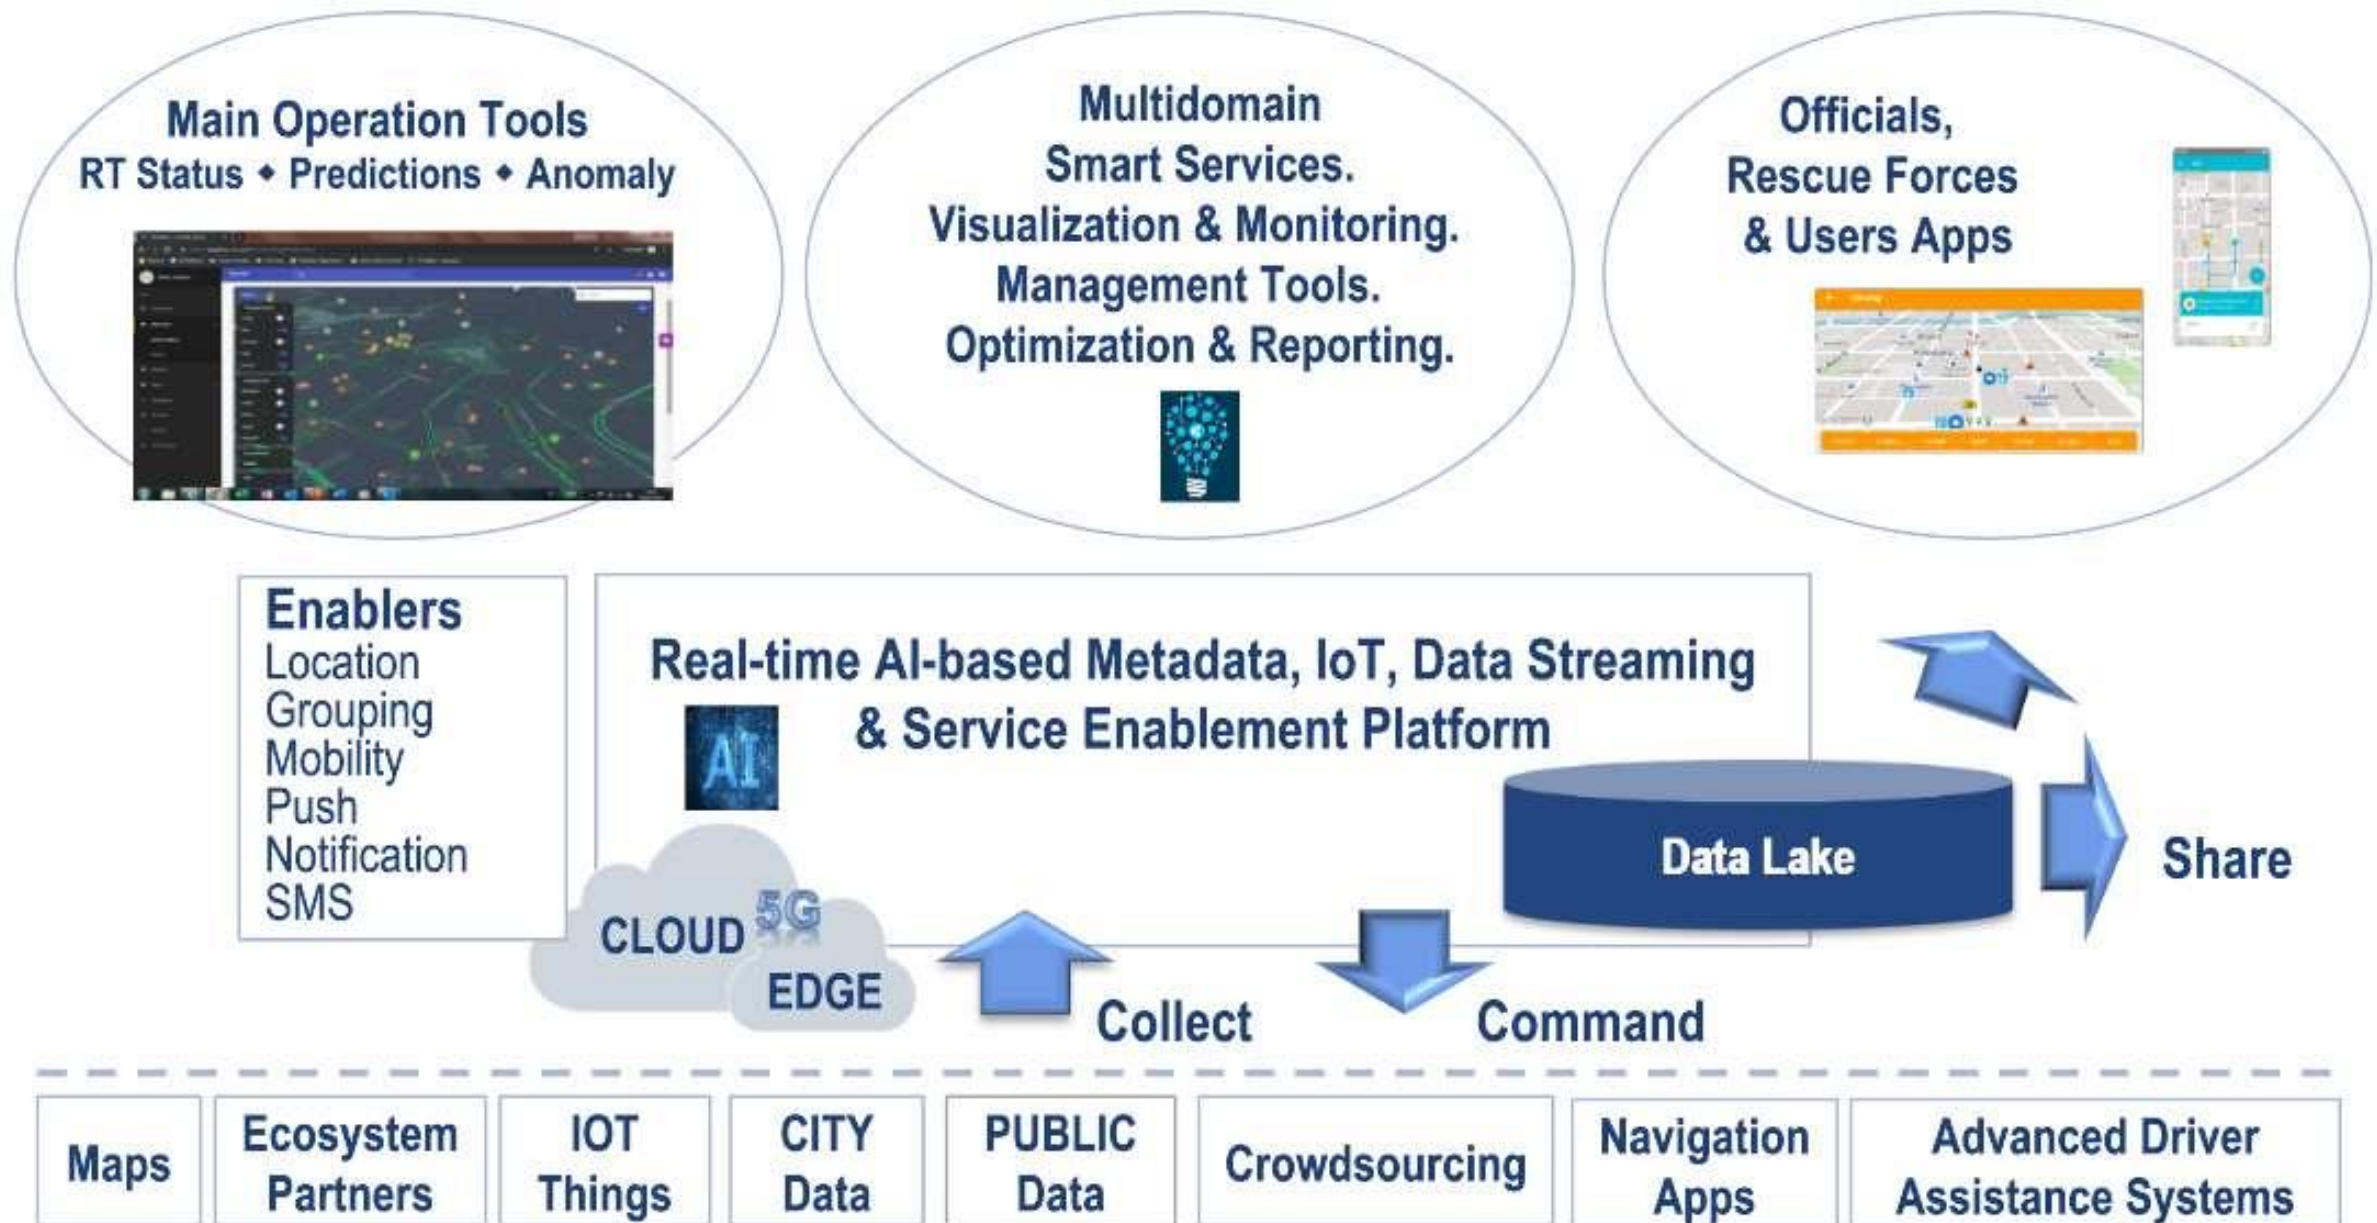 Main Operation Tools
RT Status ◆ Predictions ◆ Anomaly
Multidomain
Smart Services.
Visualization & Monitoring.
Management Tools.
Optimization & Reporting.
Officials,
Rescue Forces
& Users Apps
Enablers
Location
Grouping
Mobility
Push
Notification
SMS
Real-time AI-based Metadata, IoT, Data Streaming
& Service Enablement Platform
AI
Data Lake
Share
CLOUD
5G
EDGE
Collect
Command
Maps
Ecosystem
Partners
IOT
Things
CITY
Data
PUBLIC
Data
Crowdsourcing
Navigation
Apps
Advanced Driver
Assistance Systems